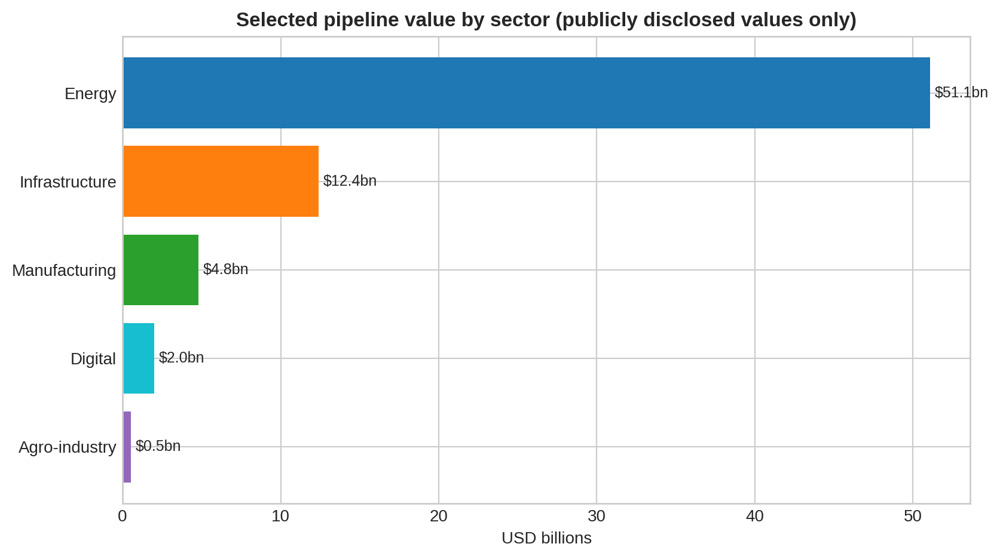 Selected pipeline value by sector (publicly disclosed values only)
Energy
$51.1bn
Infrastructure
$12.4bn
Manufacturing
$4.8bn
Digital
$2.0bn
Agro-industry
$0.5bn
0 10 20 30 40 50
USD billions